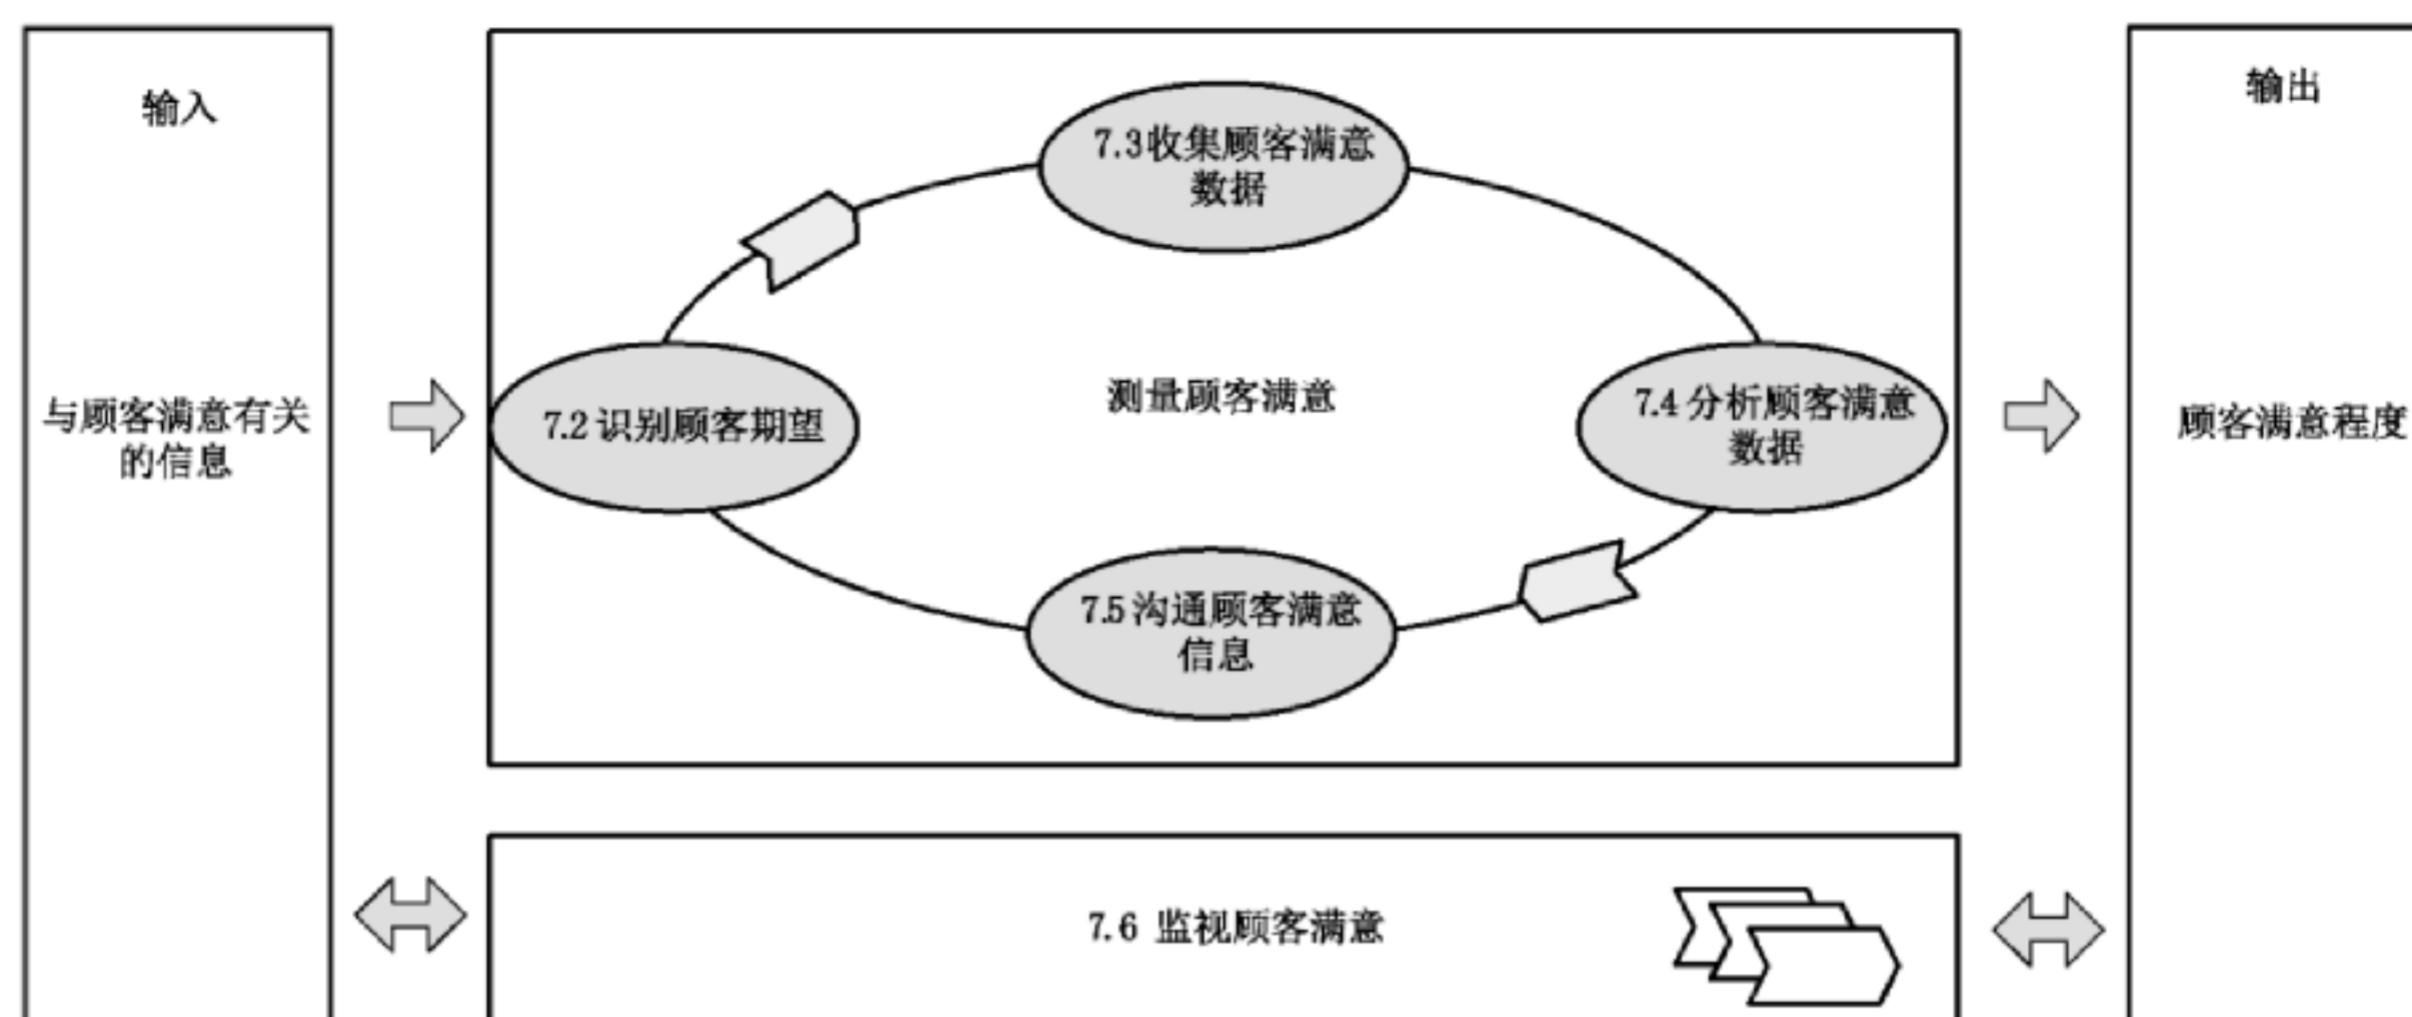 输入
与顾客满意有关
的信息
7.3收集顾客满意
数据
7.2 识别顾客期望
测量顾客满意
7.4 分析顾客满意
数据
7.5 沟通顾客满意
信息
7.6 监视顾客满意
输出
顾客满意程度